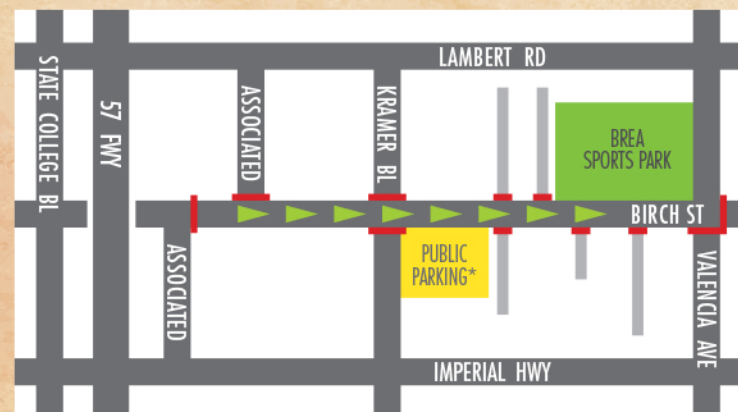 LAMBERT RD
STATE COLLEGE BL
57 FWY
ASSOCIATED
KRAMER BL
BREA
SPORTS PARK
BIRCH ST
ASSOCIATED
PUBLIC
PARKING*
VALENCIA AVE
IMPERIAL HWY